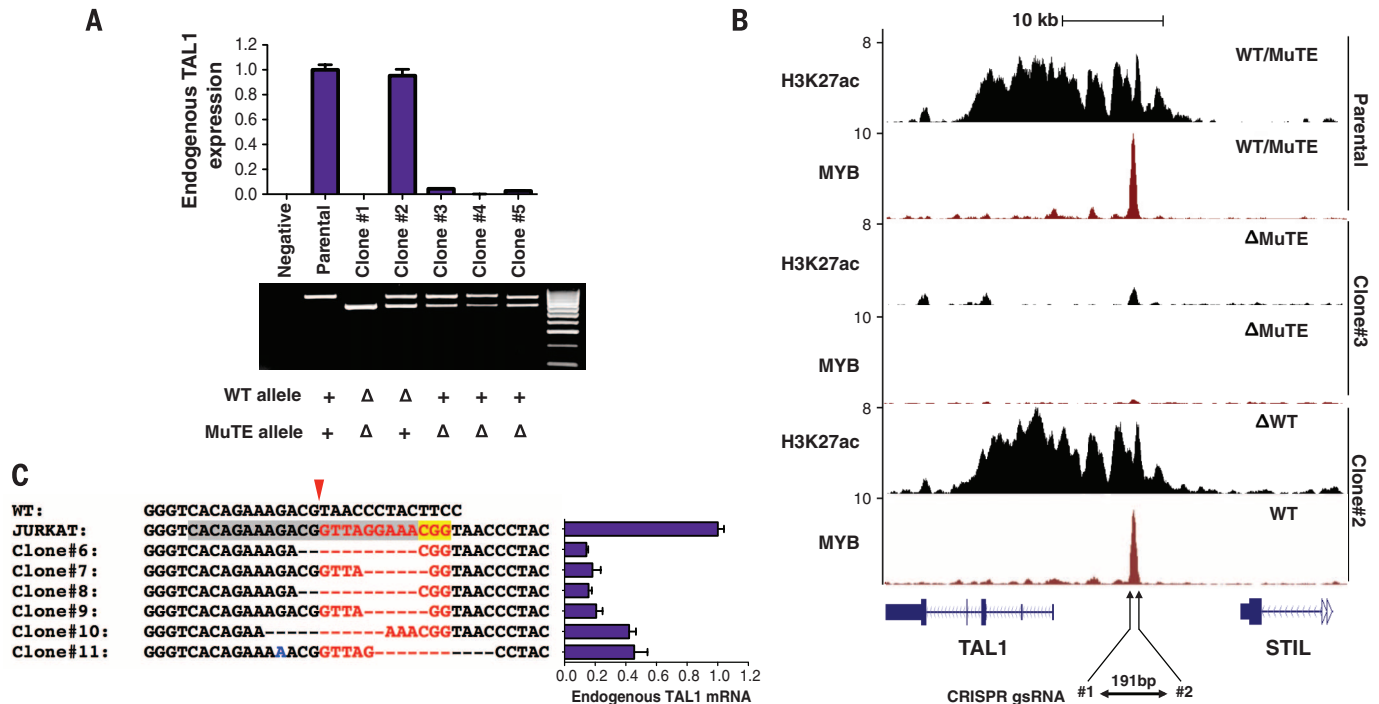 A
Endogenous TAL1
expression
1.2
1.0
0.8
0.6
0.4
0.2
0.0
Negative
Parental
Clone #1
Clone #2
Clone #3
Clone #4
Clone #5
WT allele + Δ Δ + + +
MuTE allele + Δ + Δ Δ Δ
B
10 kb
8
H3K27ac
WT/MuTE
10
MYB
WT/MuTE
Parental
8
H3K27ac
ΔMuTE
10
MYB
ΔMuTE
Clone#3
8
H3K27ac
ΔWT
10
MYB
WT
Clone#2
TAL1
STIL
CRISPR gsRNA #1 191bp #2
C
WT: GGGTCACAGAAAGACGTAACCCTACTTCC
JURKAT: GGGTCACAGAAAGACGGTTAGGAAACGGTAACCCTAC
Clone#6: GGGTCACAGAAAGA-----------CGGTAACCCTAC
Clone#7: GGGTCACAGAAAGACGGTTA------GGTAACCCTAC
Clone#8: GGGTCACAGAAAGA------------GGTAACCCTAC
Clone#9: GGGTCACAGAAAGACGGTTA------GGTAACCCTAC
Clone#10: GGGTCACAGAA-----------AAACGGTAACCCTAC
Clone#11: GGGTCACAGAAAAACGGTTAG-----------CCCTAC
0.0 0.2 0.4 0.6 0.8 1.0 1.2
Endogenous TAL1 mRNA